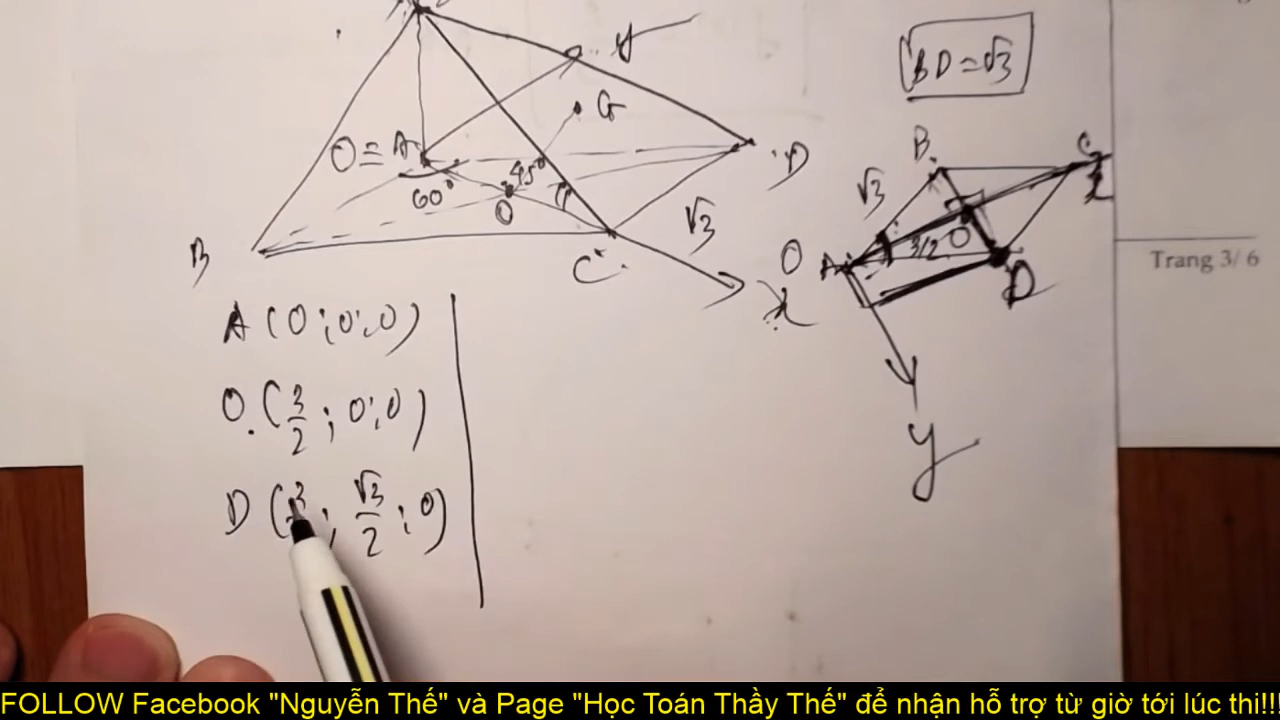 BD = √3
G
O ≡ A
60°
45°
O
D
√3
B
C
x
B
C
x
√3
O
A
3/2
O
D
y
Trang 3/ 6
A (0 ; 0 ; 0)
O. (3/2 ; 0 ; 0)
D (3/2 ; √3/2 ; 0)
FOLLOW Facebook "Nguyễn Thế" và Page "Học Toán Thầy Thế" để nhận hỗ trợ từ giờ tới lúc thi!!!